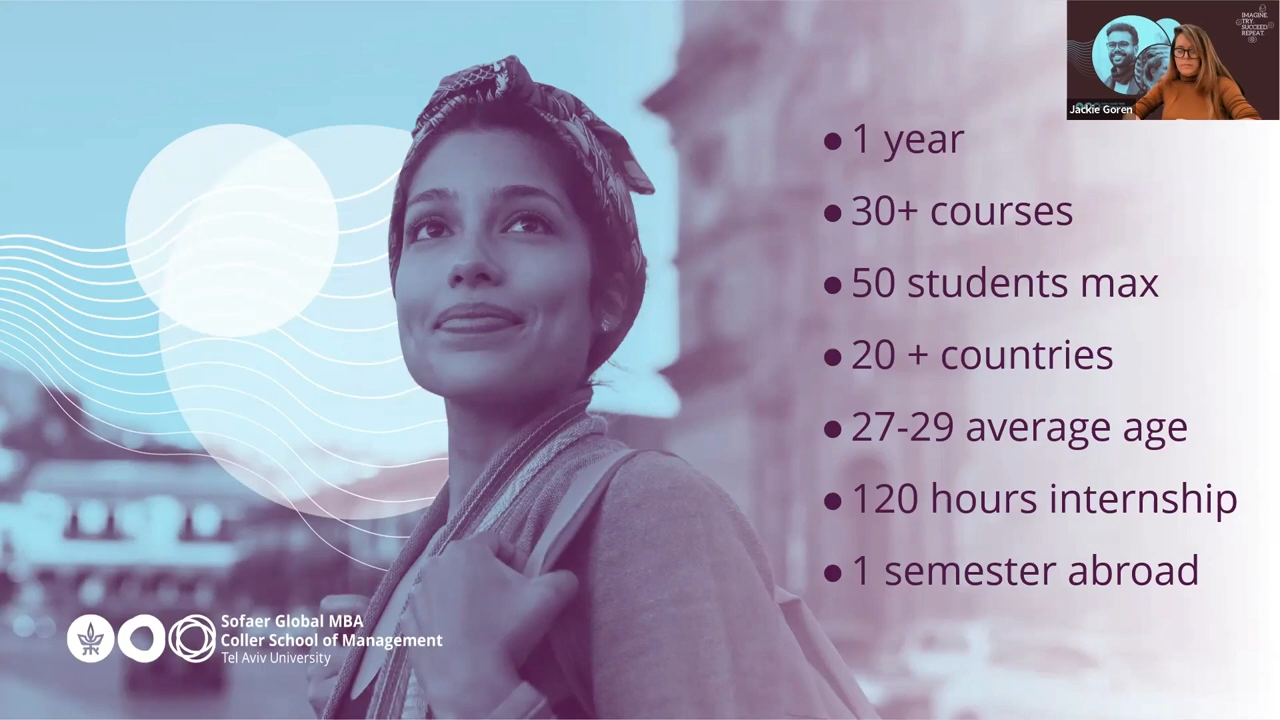 IMAGINE.
TRY.
SUCCEED.
REPEAT.
Jackie Goren
● 1 year
● 30+ courses
● 50 students max
● 20 + countries
● 27-29 average age
● 120 hours internship
● 1 semester abroad
Sofaer Global MBA
Coller School of Management
Tel Aviv University